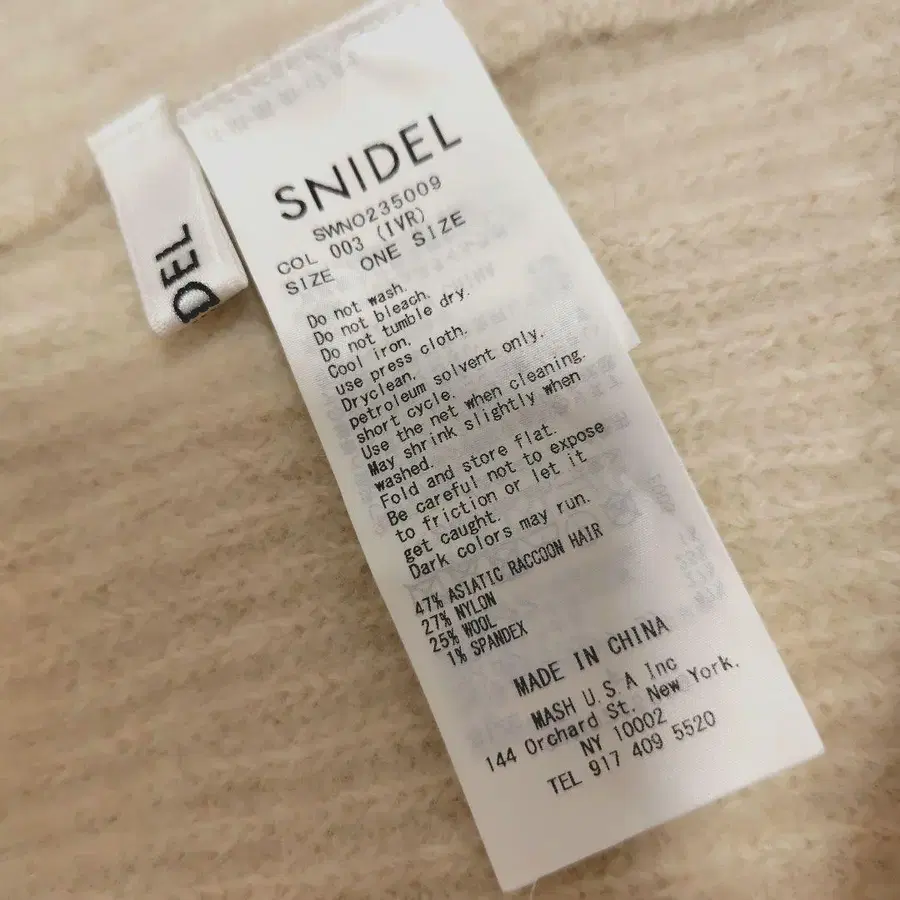 DEL
SNIDEL
SWNO235009
COL 003 (IVR)
SIZE ONE SIZE
Do not wash.
Do not bleach.
Do not tumble dry.
Cool iron.
use press cloth.
Dryclean.
petroleum solvent only.
short cycle.
Use the net when cleaning.
May shrink slightly when
washed.
Fold and store flat.
Be careful not to expose
to friction or let it
get caught.
Dark colors may run.
47% ASIATIC RACCOON HAIR
27% NYLON
25% WOOL
1% SPANDEX
MADE IN CHINA
MASH U.S.A Inc
144 Orchard St. New York,
NY 10002
TEL 917 409 5520